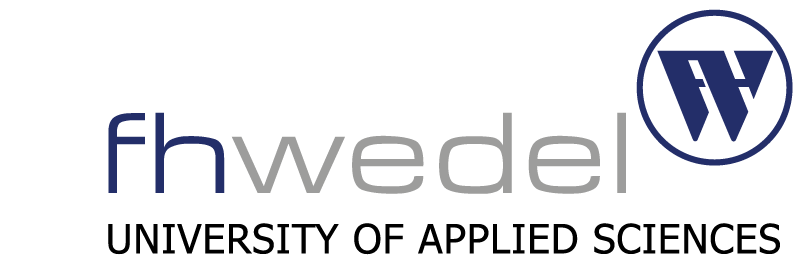 fhwedel
UNIVERSITY OF APPLIED SCIENCES